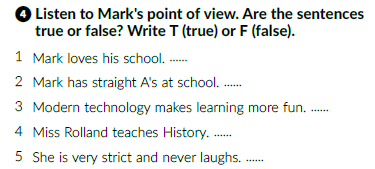 4 Listen to Mark's point of view. Are the sentences
true or false? Write T (true) or F (false).
1 Mark loves his school. ......
2 Mark has straight A's at school. ......
3 Modern technology makes learning more fun. ......
4 Miss Rolland teaches History. ......
5 She is very strict and never laughs. ......